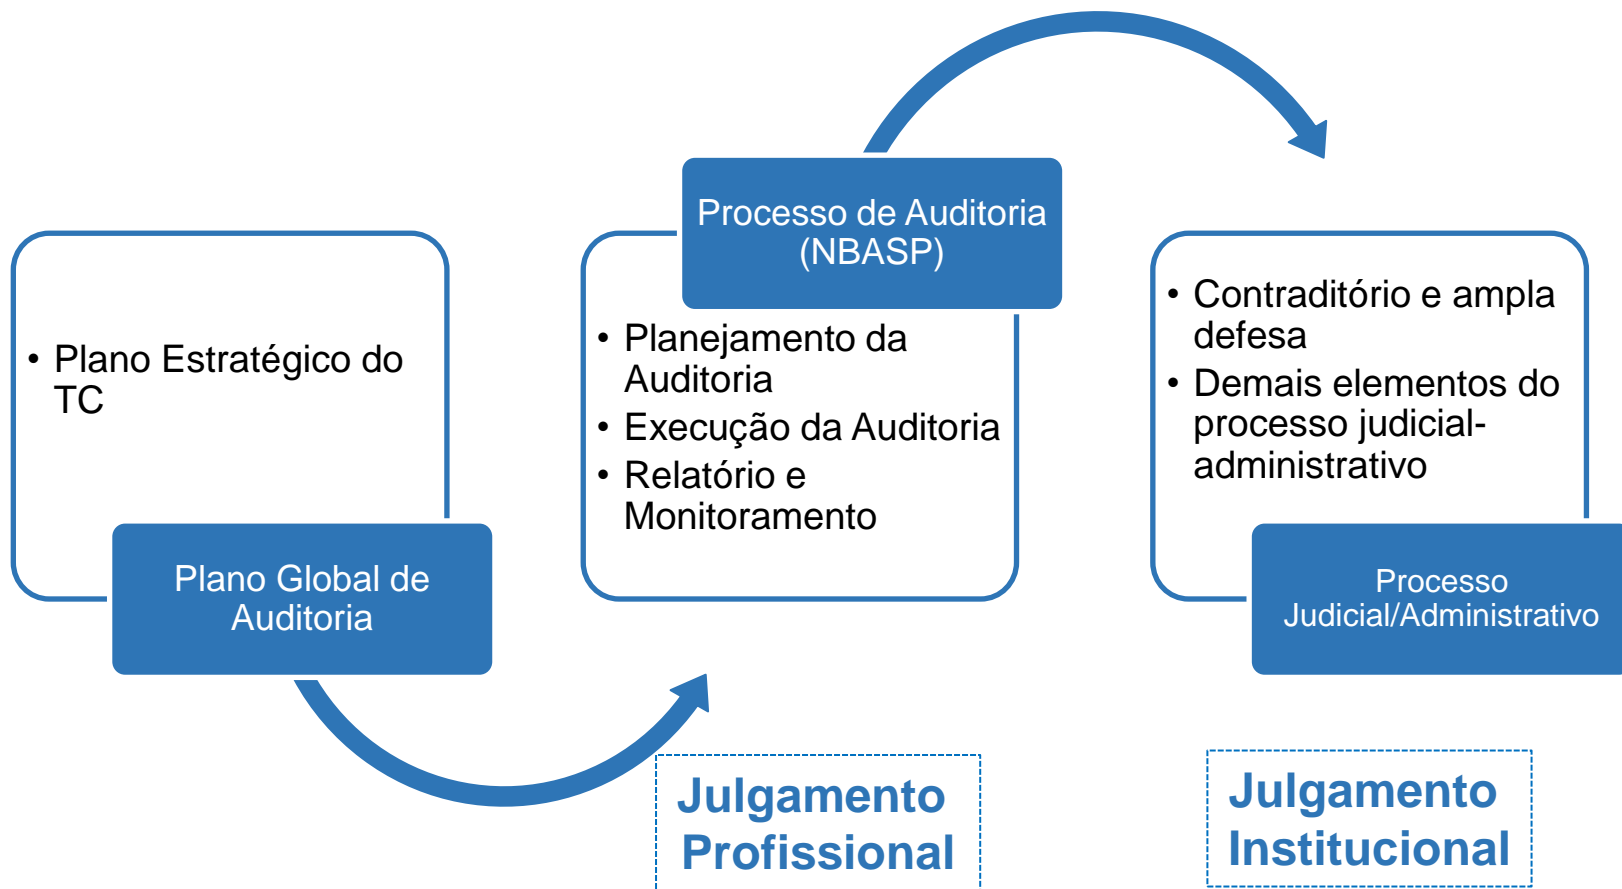 • Plano Estratégico do
TC
Plano Global de
Auditoria
Processo de Auditoria
(NBASP)
• Planejamento da
Auditoria
• Execução da Auditoria
• Relatório e
Monitoramento
Julgamento
Profissional
• Contraditório e ampla
defesa
• Demais elementos do
processo judicial-
administrativo
Processo
Judicial/Administrativo
Julgamento
Institucional